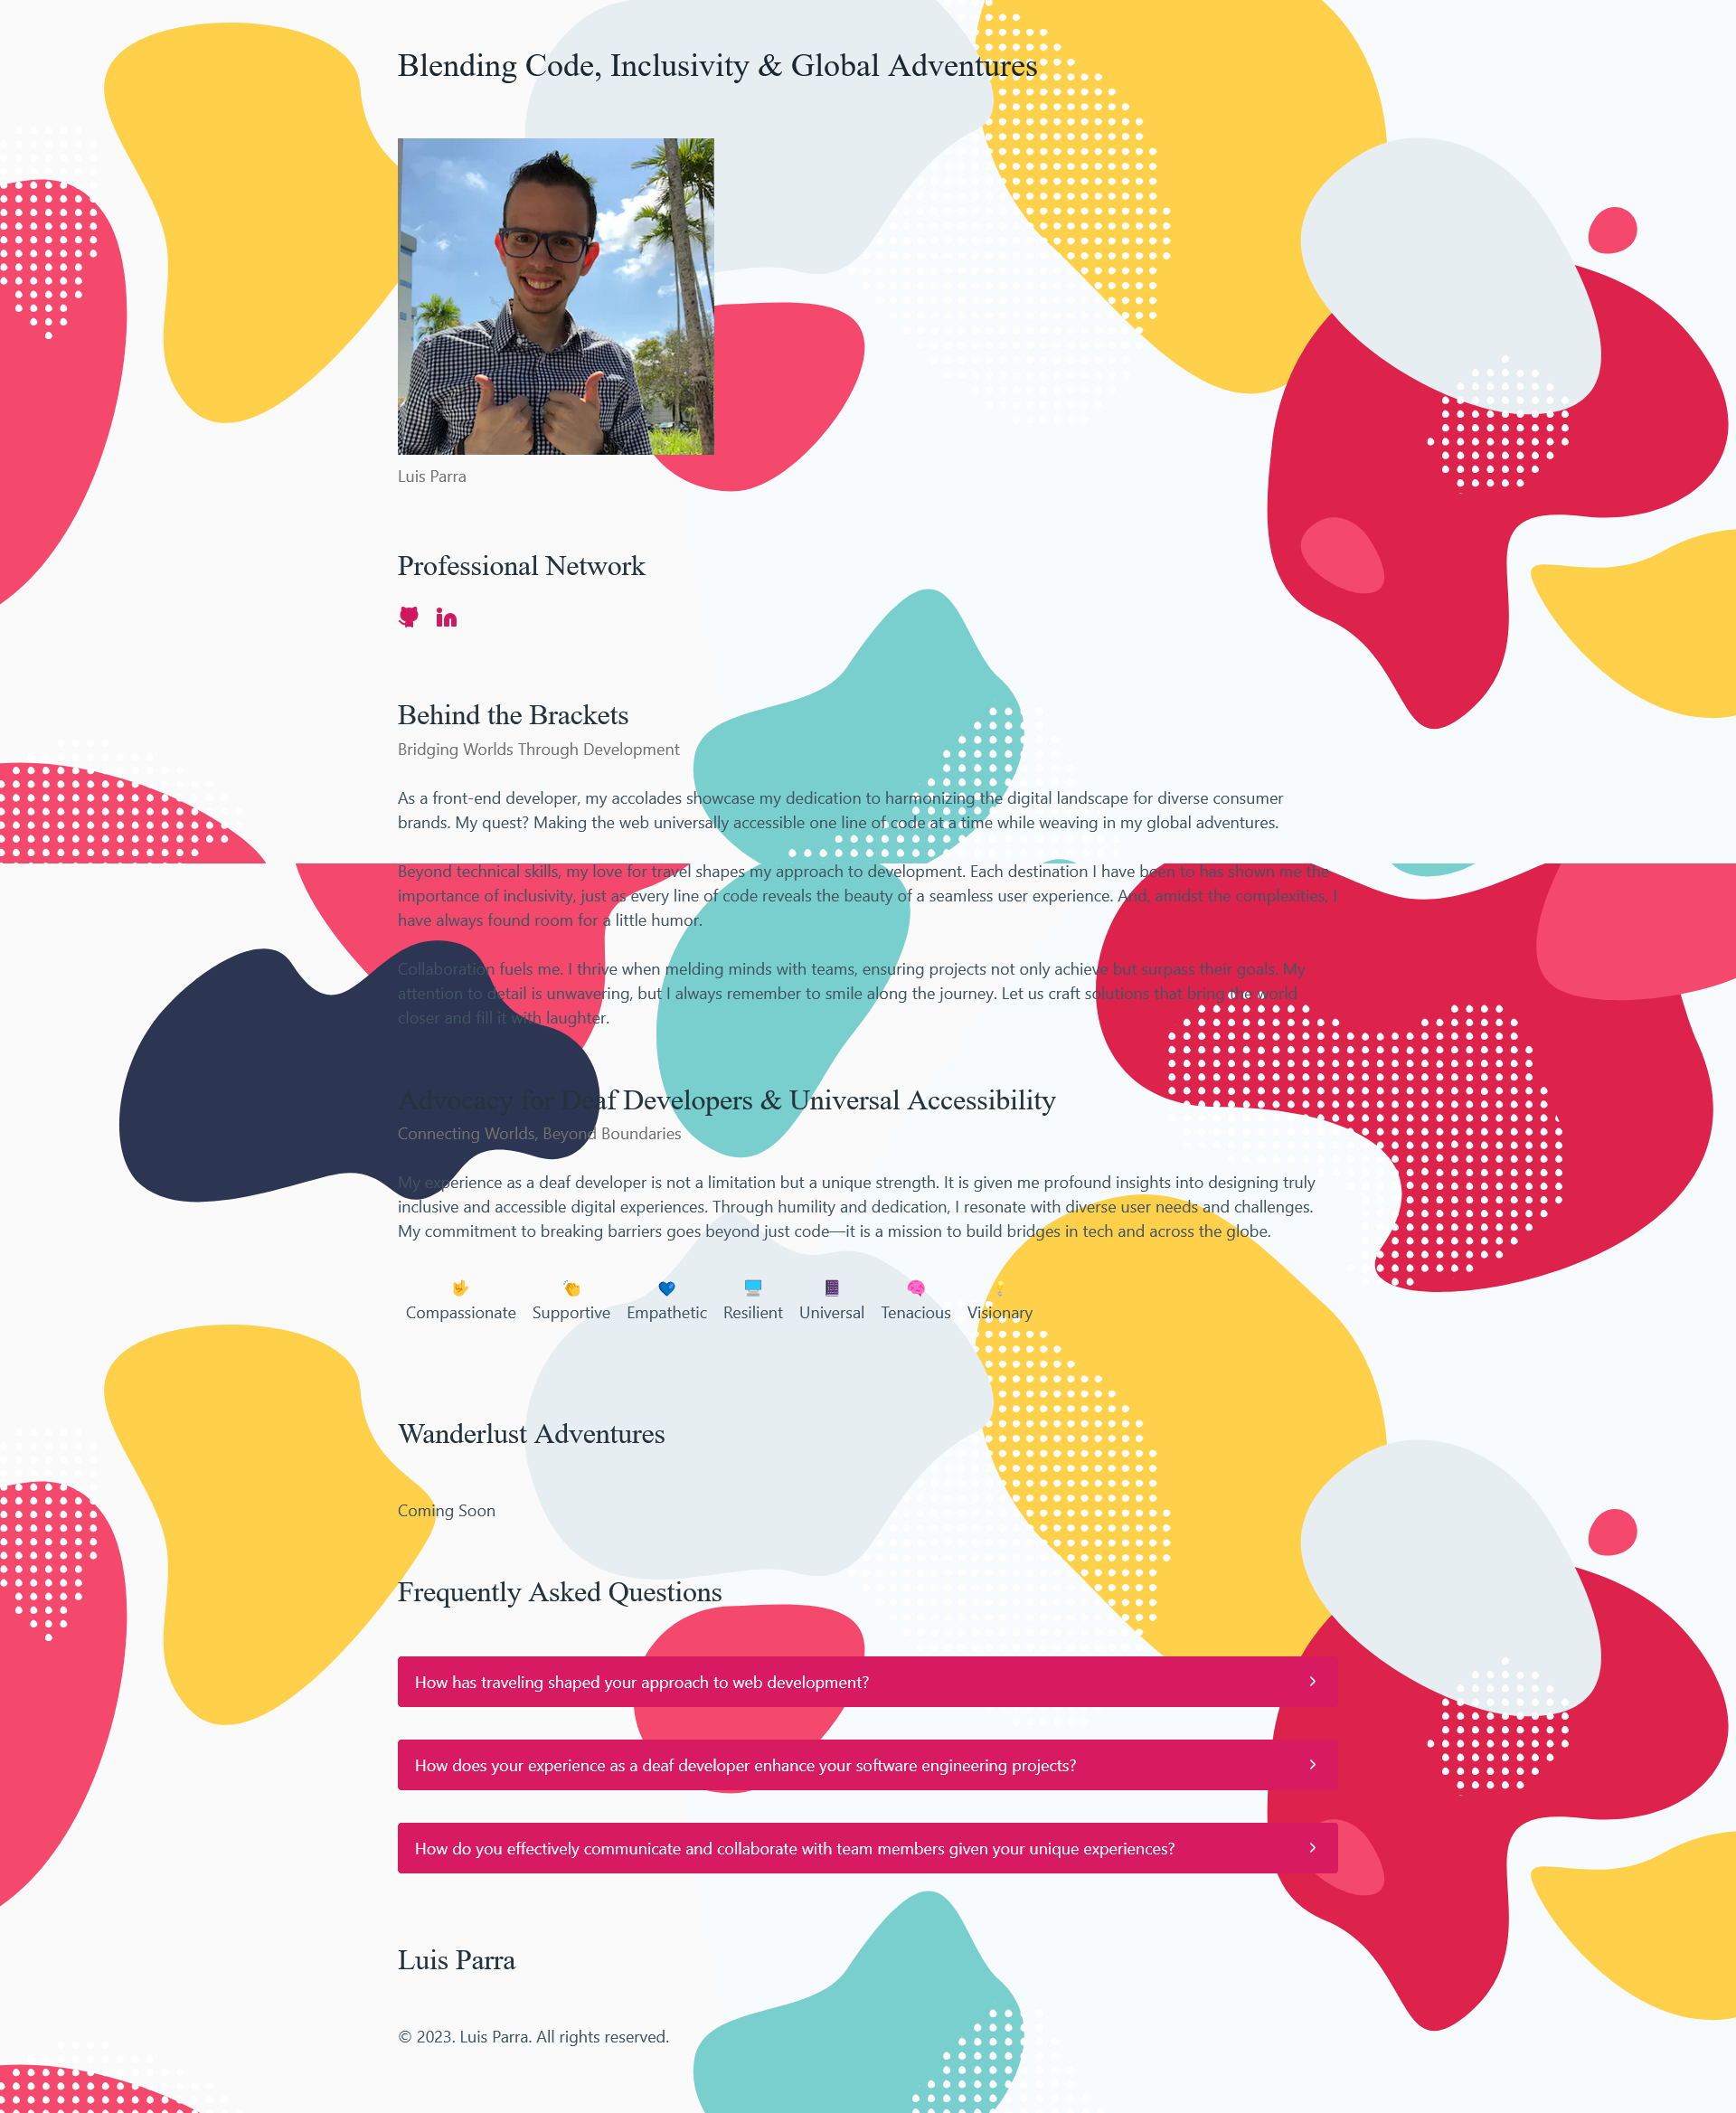 Blending Code, Inclusivity & Global Adventures
Luis Parra
Professional Network
Behind the Brackets
Bridging Worlds Through Development
As a front-end developer, my accolades showcase my dedication to harmonizing the digital landscape for diverse consumer
brands. My quest? Making the web universally accessible one line of code at a time while weaving in my global adventures.
Beyond technical skills, my love for travel shapes my approach to development. Each destination I have been to has shown me the
importance of inclusivity, just as every line of code reveals the beauty of a seamless user experience. And, amidst the complexities, I
have always found room for a little humor.
Collaboration fuels me. I thrive when melding minds with teams, ensuring projects not only achieve but surpass their goals. My
attention to detail is unwavering, but I always remember to smile along the journey. Let us craft solutions that bring the world
closer and fill it with laughter.
Advocacy for Deaf Developers & Universal Accessibility
Connecting Worlds, Beyond Boundaries
My experience as a deaf developer is not a limitation but a unique strength. It is given me profound insights into designing truly
inclusive and accessible digital experiences. Through humility and dedication, I resonate with diverse user needs and challenges.
My commitment to breaking barriers goes beyond just code—it is a mission to build bridges in tech and across the globe.
Compassionate Supportive Empathetic Resilient Universal Tenacious Visionary
Wanderlust Adventures
Coming Soon
Frequently Asked Questions
How has traveling shaped your approach to web development?
How does your experience as a deaf developer enhance your software engineering projects?
How do you effectively communicate and collaborate with team members given your unique experiences?
Luis Parra
© 2023. Luis Parra. All rights reserved.